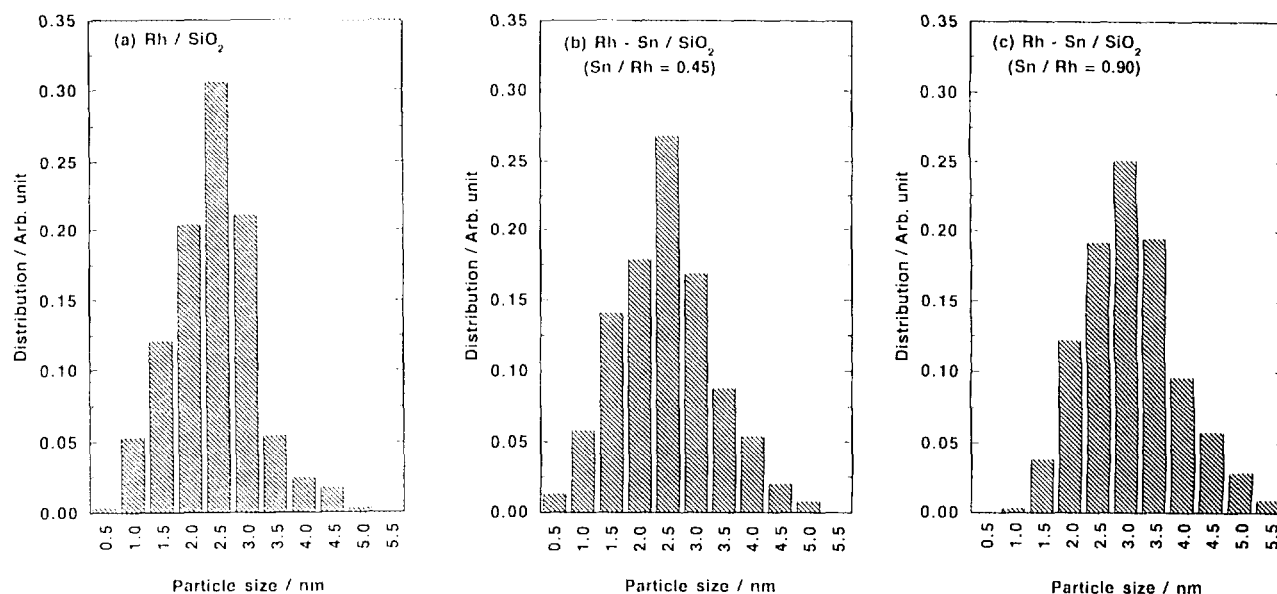 (a) Rh / SiO2
0.35
0.30
0.25
0.20
0.15
0.10
0.05
0.00
Distribution / Arb. unit
0.5 1.0 1.5 2.0 2.5 3.0 3.5 4.0 4.5 5.0 5.5
Particle size / nm
(b) Rh - Sn / SiO2
(Sn / Rh = 0.45)
0.35
0.30
0.25
0.20
0.15
0.10
0.05
0.00
Distribution / Arb. unit
0.5 1.0 1.5 2.0 2.5 3.0 3.5 4.0 4.5 5.0 5.5
Particle size / nm
(c) Rh - Sn / SiO2
(Sn / Rh = 0.90)
0.35
0.30
0.25
0.20
0.15
0.10
0.05
0.00
Distribution / Arb. unit
0.5 1.0 1.5 2.0 2.5 3.0 3.5 4.0 4.5 5.0 5.5
Particle size / nm